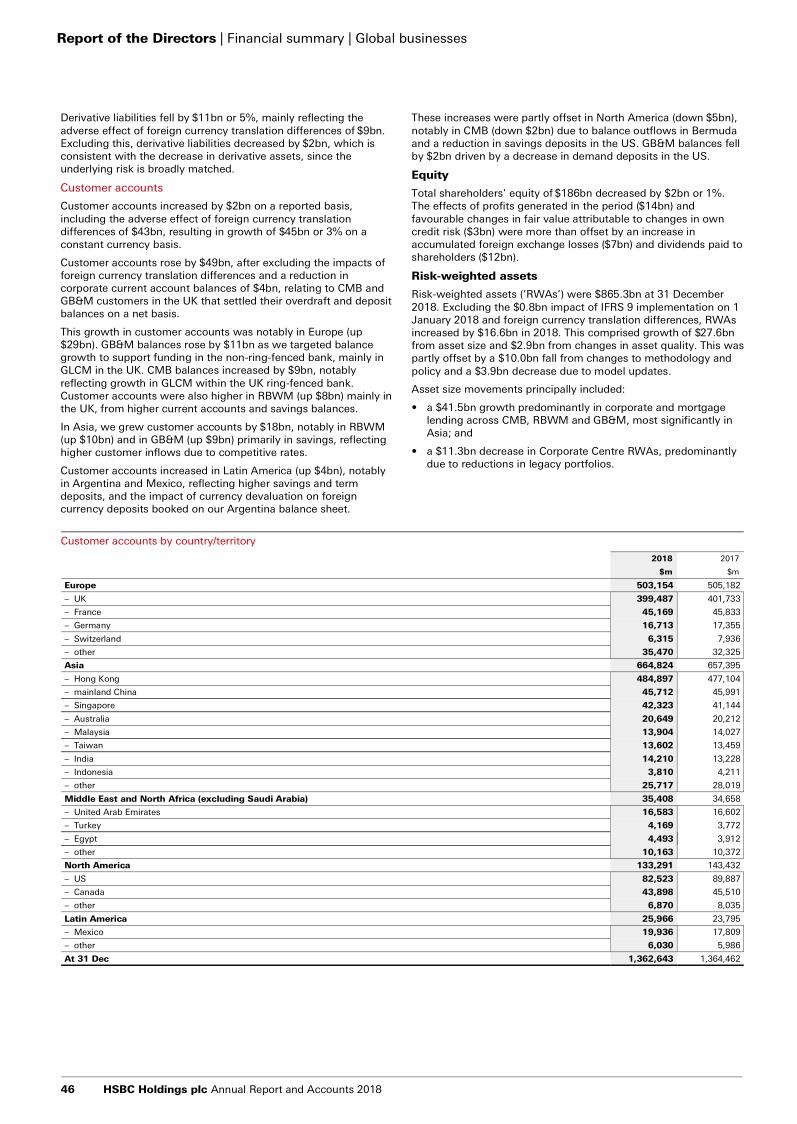 Report of the Directors | Financial summary | Global businesses
Derivative liabilities fell by $11bn or 5%, mainly reflecting the
adverse effect of foreign currency translation differences of $9bn.
Excluding this, derivative liabilities decreased by $2bn, which is
consistent with the decrease in derivative assets, since the
underlying risk is broadly matched.
Customer accounts
Customer accounts increased by $2bn on a reported basis,
including the adverse effect of foreign currency translation
differences of $43bn, resulting in growth of $45bn or 3% on a
constant currency basis.
Customer accounts rose by $49bn, after excluding the impacts of
foreign currency translation differences and a reduction in
corporate current account balances of $4bn, relating to CMB and
GB&M customers in the UK that settled their overdraft and deposit
balances on a net basis.
This growth in customer accounts was notably in Europe (up
$29bn). GB&M balances rose by $11bn as we targeted balance
growth to support funding in the non-ring-fenced bank, mainly in
GLCM in the UK. CMB balances increased by $9bn, notably
reflecting growth in GLCM within the UK ring-fenced bank.
Customer accounts were also higher in RBWM (up $8bn) mainly in
the UK, from higher current accounts and savings balances.
In Asia, we grew customer accounts by $18bn, notably in RBWM
(up $10bn) and in GB&M (up $9bn) primarily in savings, reflecting
higher customer inflows due to competitive rates.
Customer accounts increased in Latin America (up $4bn), notably
in Argentina and Mexico, reflecting higher savings and term
deposits, and the impact of currency devaluation on foreign
currency deposits booked on our Argentina balance sheet.
These increases were partly offset in North America (down $5bn),
notably in CMB (down $2bn) due to balance outflows in Bermuda
and a reduction in savings deposits in the US. GB&M balances fell
by $2bn driven by a decrease in demand deposits in the US.
Equity
Total shareholders' equity of $186bn decreased by $2bn or 1%.
The effects of profits generated in the period ($14bn) and
favourable changes in fair value attributable to changes in own
credit risk ($3bn) were more than offset by an increase in
accumulated foreign exchange losses ($7bn) and dividends paid to
shareholders ($12bn).
Risk-weighted assets
Risk-weighted assets ('RWAs') were $865.3bn at 31 December
2018. Excluding the $0.8bn impact of IFRS 9 implementation on 1
January 2018 and foreign currency translation differences, RWAs
increased by $16.6bn in 2018. This comprised growth of $27.6bn
from asset size and $2.9bn from changes in asset quality. This was
partly offset by a $10.0bn fall from changes to methodology and
policy and a $3.9bn decrease due to model updates.
Asset size movements principally included:
• a $41.5bn growth predominantly in corporate and mortgage
lending across CMB, RBWM and GB&M, most significantly in
Asia; and
• a $11.3bn decrease in Corporate Centre RWAs, predominantly
due to reductions in legacy portfolios.
Customer accounts by country/territory
2018 2017
$m $m
Europe 503,154 505,182
– UK 399,487 401,733
– France 45,169 45,833
– Germany 16,713 17,355
– Switzerland 6,315 7,936
– other 35,470 32,325
Asia 664,824 657,395
– Hong Kong 484,897 477,104
– mainland China 45,712 45,991
– Singapore 42,323 41,144
– Australia 20,649 20,212
– Malaysia 13,904 14,027
– Taiwan 13,602 13,459
– India 14,210 13,228
– Indonesia 3,810 4,211
– other 25,717 28,019
Middle East and North Africa (excluding Saudi Arabia) 35,408 34,658
– United Arab Emirates 16,583 16,602
– Turkey 4,169 3,772
– Egypt 4,493 3,912
– other 10,163 10,372
North America 133,291 143,432
– US 82,523 89,887
– Canada 43,898 45,510
– other 6,870 8,035
Latin America 25,966 23,795
– Mexico 19,936 17,809
– other 6,030 5,986
At 31 Dec 1,362,643 1,364,462
46 HSBC Holdings plc Annual Report and Accounts 2018